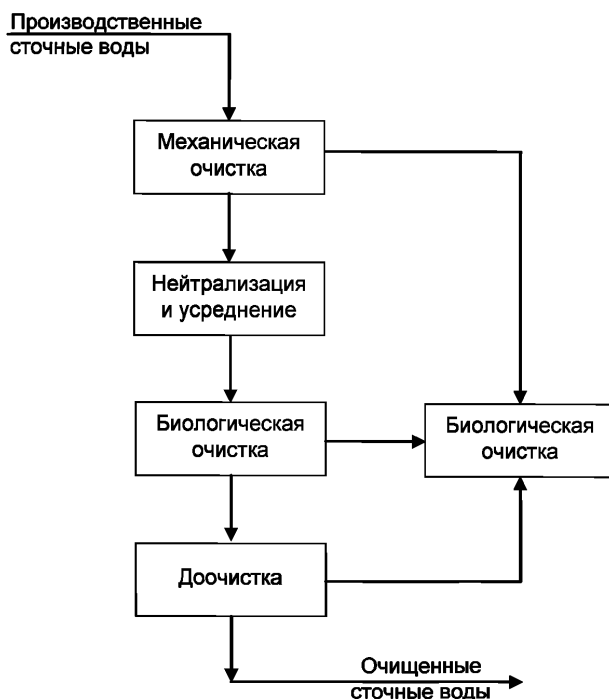 Производственные
сточные воды
Механическая
очистка
Нейтрализация
и усреднение
Биологическая
очистка
Биологическая
очистка
Доочистка
Очищенные
сточные воды